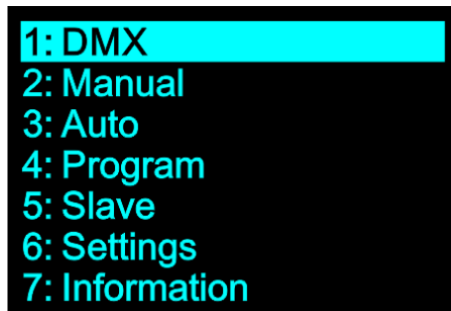 1: DMX
2: Manual
3: Auto
4: Program
5: Slave
6: Settings
7: Information